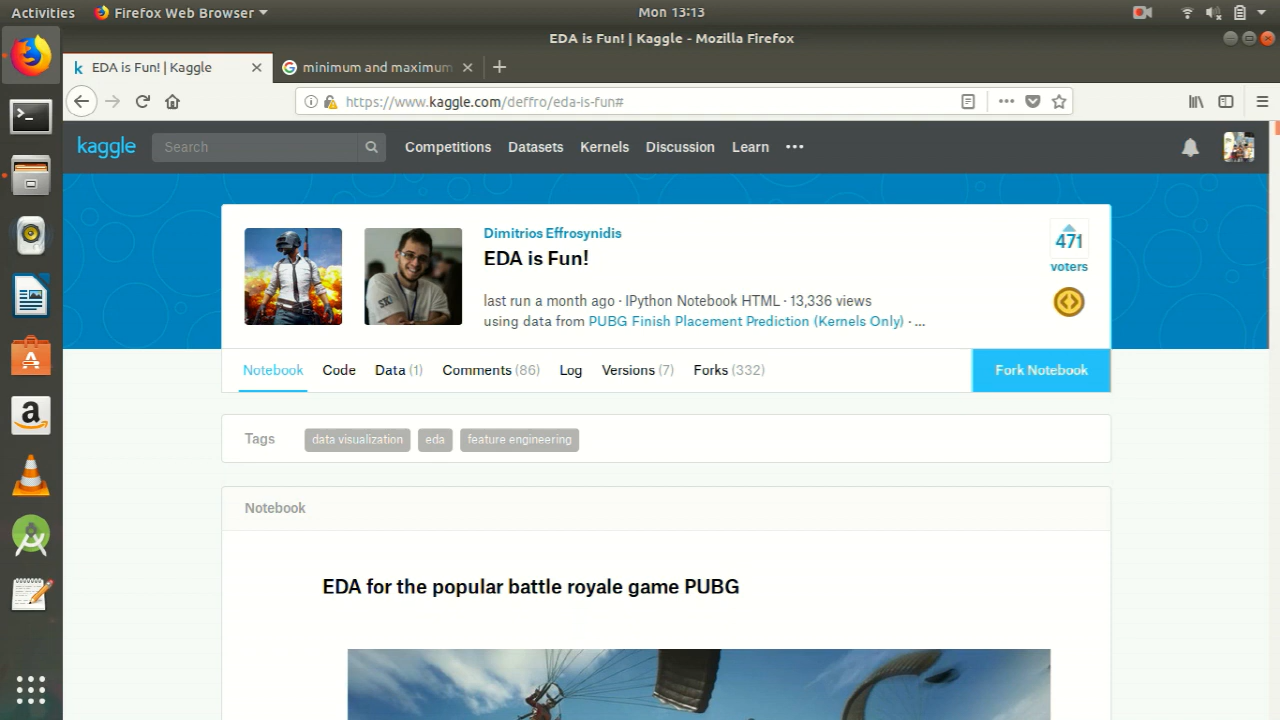 Activities Firefox Web Browser Mon 13:13
EDA is Fun! | Kaggle - Mozilla Firefox
EDA is Fun! | Kaggle minimum and maximum
https://www.kaggle.com/deffro/eda-is-fun#
kaggle Search Competitions Datasets Kernels Discussion Learn
Dimitrios Effrosynidis
EDA is Fun!
471
voters
last run a month ago · IPython Notebook HTML · 13,336 views
using data from PUBG Finish Placement Prediction (Kernels Only) · ...
Notebook Code Data (1) Comments (86) Log Versions (7) Forks (332) Fork Notebook
Tags data visualization eda feature engineering
Notebook
EDA for the popular battle royale game PUBG